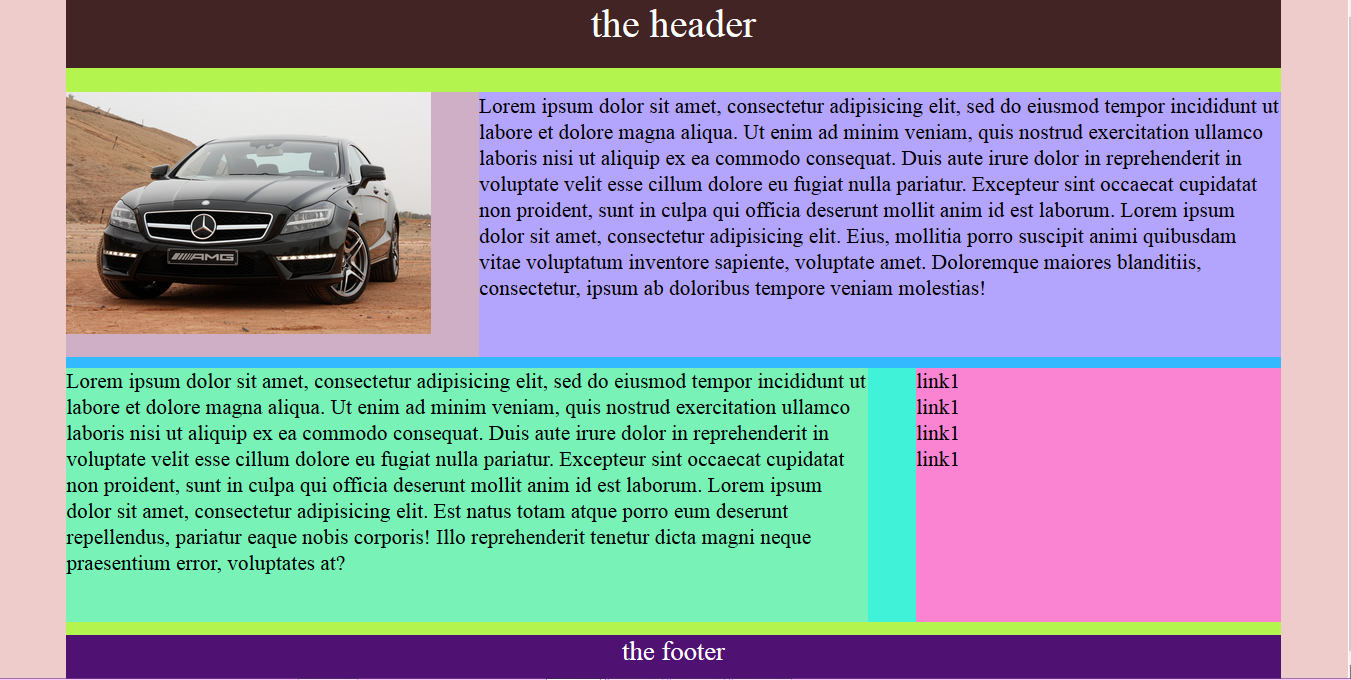 the header
AMG
Lorem ipsum dolor sit amet, consectetur adipisicing elit, sed do eiusmod tempor incididunt ut
labore et dolore magna aliqua. Ut enim ad minim veniam, quis nostrud exercitation ullamco
laboris nisi ut aliquip ex ea commodo consequat. Duis aute irure dolor in reprehenderit in
voluptate velit esse cillum dolore eu fugiat nulla pariatur. Excepteur sint occaecat cupidatat
non proident, sunt in culpa qui officia deserunt mollit anim id est laborum. Lorem ipsum
dolor sit amet, consectetur adipisicing elit. Eius, mollitia porro suscipit animi quibusdam
vitae voluptatum inventore sapiente, voluptate amet. Doloremque maiores blanditiis,
consectetur, ipsum ab doloribus tempore veniam molestias!
Lorem ipsum dolor sit amet, consectetur adipisicing elit, sed do eiusmod tempor incididunt ut
labore et dolore magna aliqua. Ut enim ad minim veniam, quis nostrud exercitation ullamco
laboris nisi ut aliquip ex ea commodo consequat. Duis aute irure dolor in reprehenderit in
voluptate velit esse cillum dolore eu fugiat nulla pariatur. Excepteur sint occaecat cupidatat
non proident, sunt in culpa qui officia deserunt mollit anim id est laborum. Lorem ipsum
dolor sit amet, consectetur adipisicing elit. Est natus totam atque porro eum deserunt
repellendus, pariatur eaque nobis corporis! Illo reprehenderit tenetur dicta magni neque
praesentium error, voluptates at?
link1
link1
link1
link1
the footer